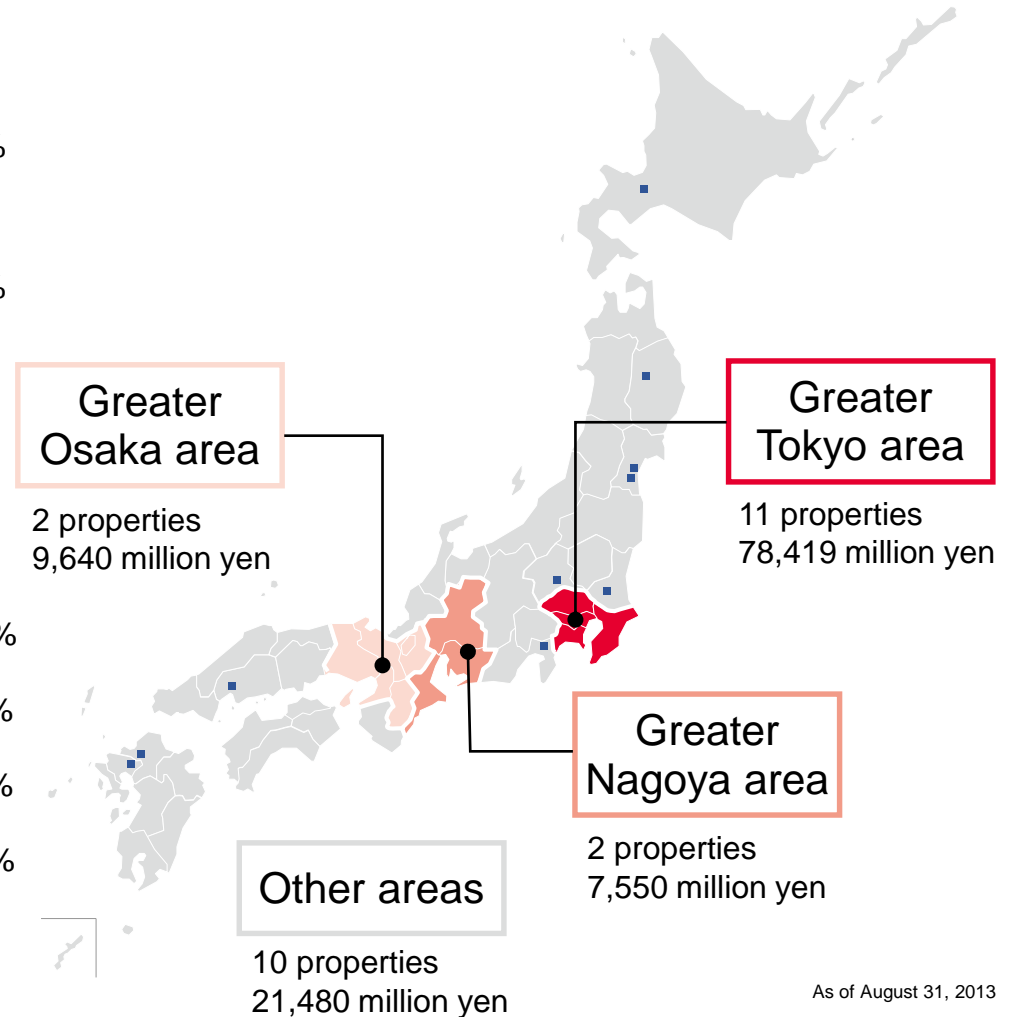 %
%
Greater
Osaka area
2 properties
9,640 million yen
Greater
Tokyo area
11 properties
78,419 million yen
%
%
%
%
Greater
Nagoya area
2 properties
7,550 million yen
Other areas
10 properties
21,480 million yen
As of August 31, 2013